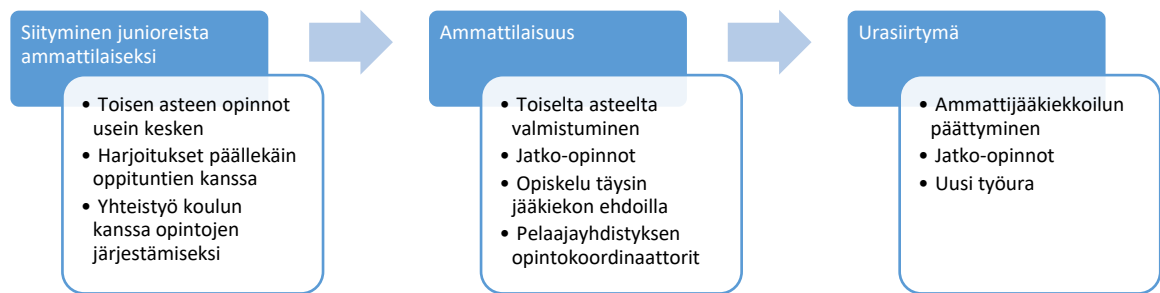 Siityminen junioreista
ammattilaiseksi
• Toisen asteen opinnot
usein kesken
• Harjoitukset päällekäin
oppituntien kanssa
• Yhteistyö koulun
kanssa opintojen
järjestämiseksi
Ammattilaisuus
• Toiselta asteelta
valmistuminen
• Jatko-opinnot
• Opiskelu täysin
jääkiekon ehdoilla
• Pelaajayhdistyksen
opintokoordinaattorit
Urasiirtymä
• Ammattijääkiekkoilun
päättyminen
• Jatko-opinnot
• Uusi työura